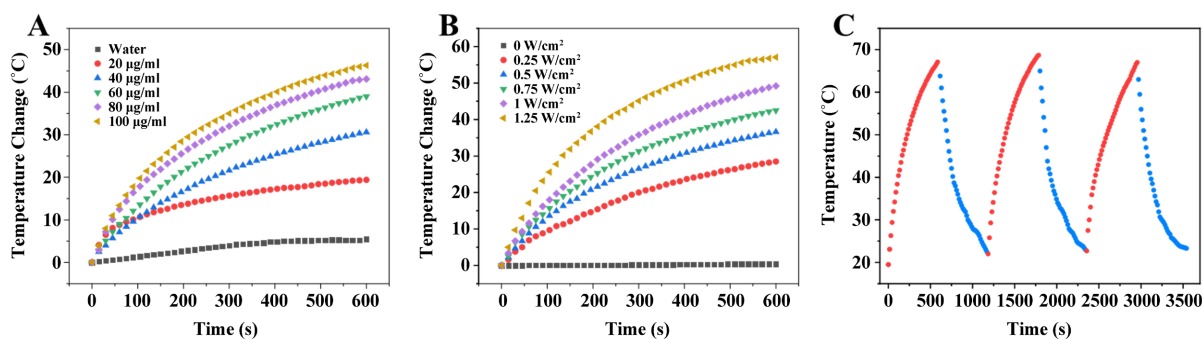 A
Temperature Change (°C)
50
40
30
20
10
0
Water
20 μg/ml
40 μg/ml
60 μg/ml
80 μg/ml
100 μg/ml
0 100 200 300 400 500 600
Time (s)
B
Temperature Change (°C)
60
50
40
30
20
10
0
0 W/cm²
0.25 W/cm²
0.5 W/cm²
0.75 W/cm²
1 W/cm²
1.25 W/cm²
0 100 200 300 400 500 600
Time (s)
C
Temperature (°C)
70
60
50
40
30
20
0 500 1000 1500 2000 2500 3000 3500
Time (s)